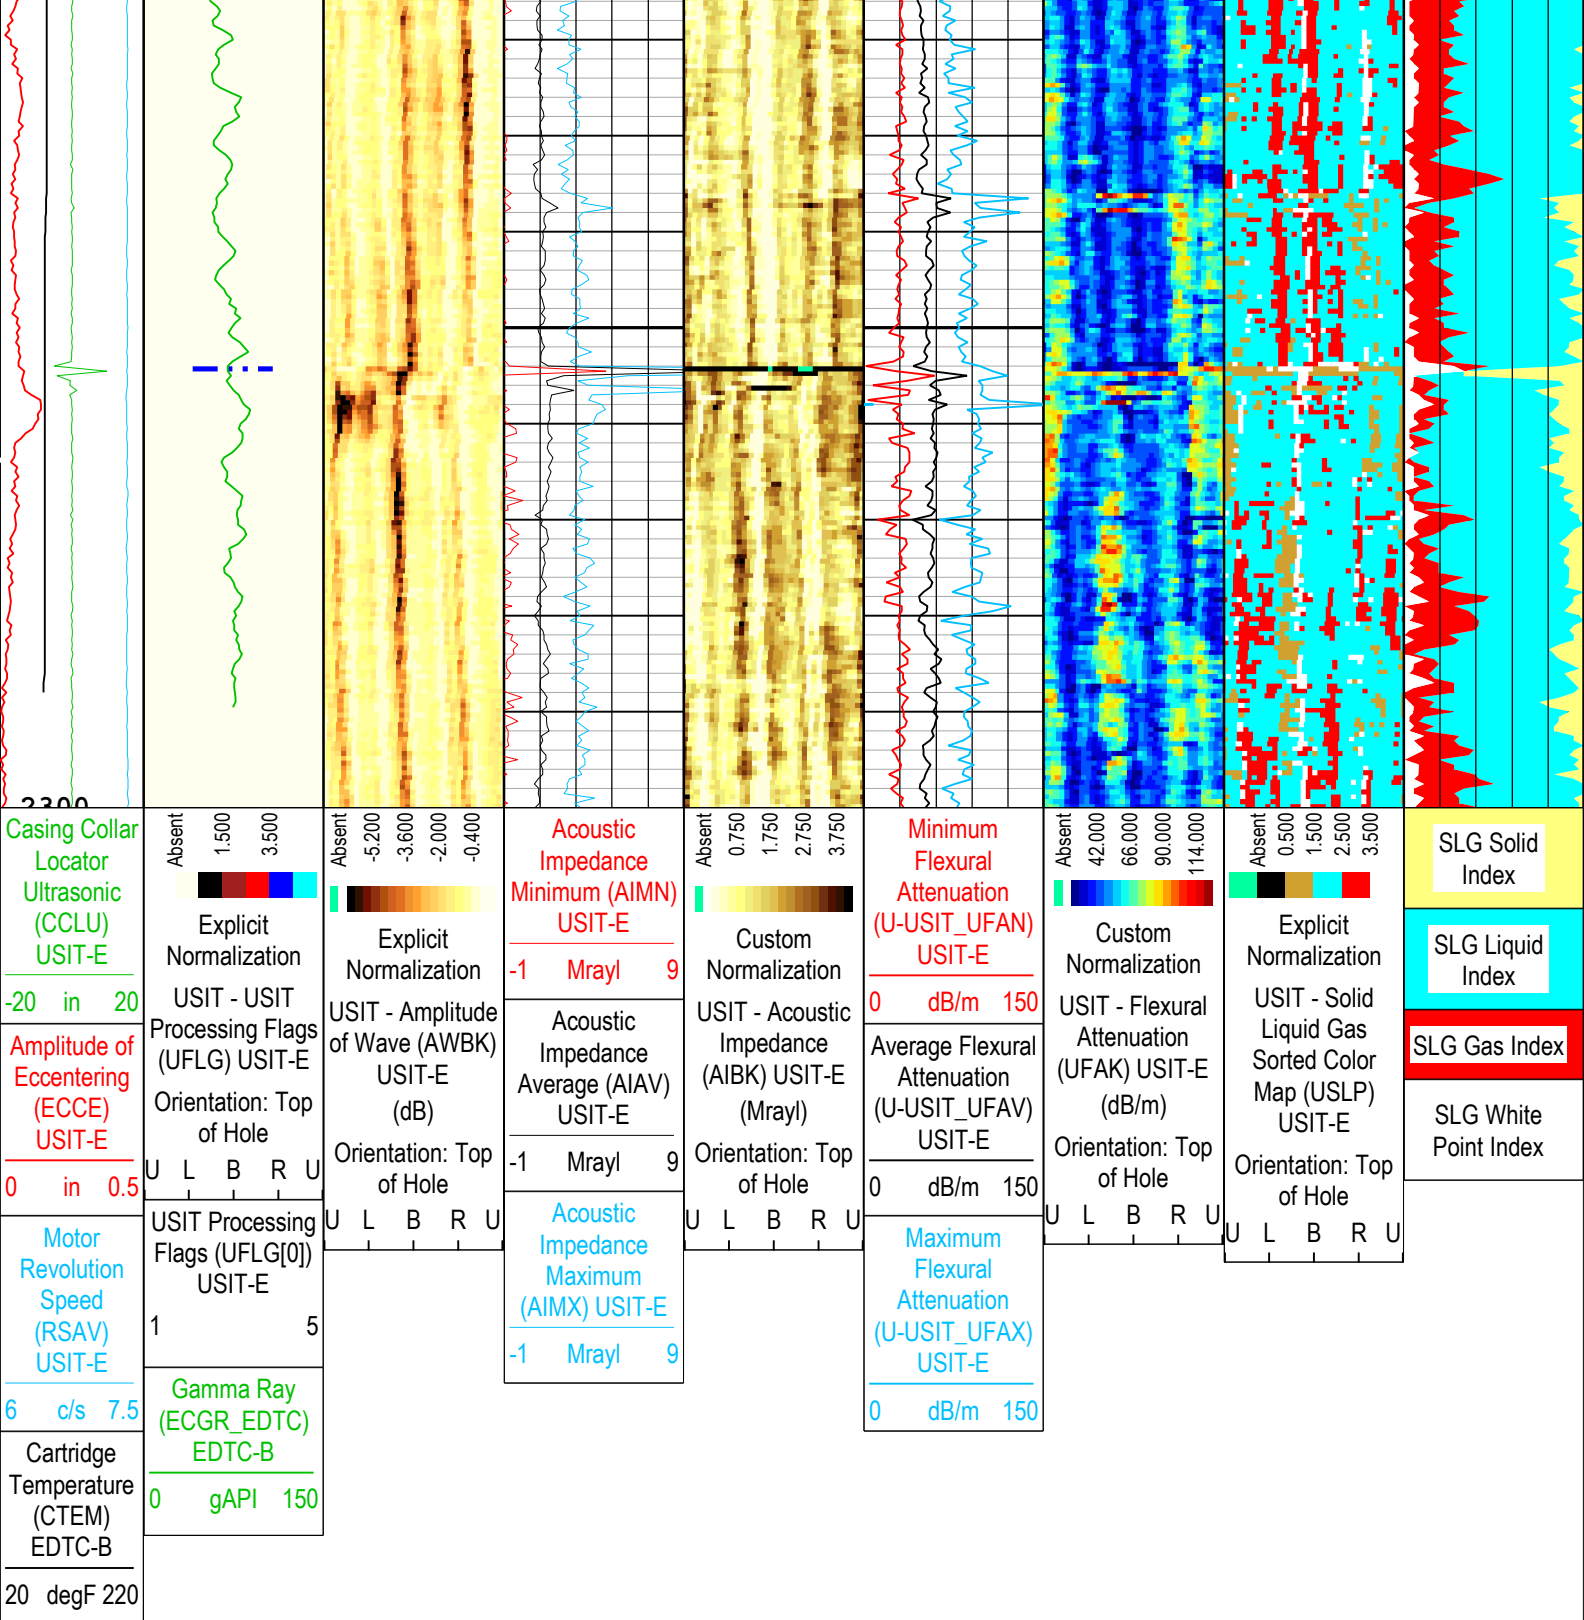 2300
Casing Collar
Locator
Ultrasonic
(CCLU)
USIT-E
-20 in 20
Amplitude of
Eccentering
(ECCE)
USIT-E
0 in 0.5
Motor
Revolution
Speed
(RSAV)
USIT-E
6 c/s 7.5
Cartridge
Temperature
(CTEM)
EDTC-B
20 degF 220
Absent 1.500 3.500
Explicit
Normalization
USIT - USIT
Processing Flags
(UFLG) USIT-E
Orientation: Top
of Hole
U L B R U
USIT Processing
Flags (UFLG[0])
USIT-E
1 5
Gamma Ray
(ECGR_EDTC)
EDTC-B
0 gAPI 150
Absent -5.200 -3.600 -2.000 -0.400
Explicit
Normalization
USIT - Amplitude
of Wave (AWBK)
USIT-E
(dB)
Orientation: Top
of Hole
U L B R U
Acoustic
Impedance
Minimum (AIMN)
USIT-E
-1 Mrayl 9
Acoustic
Impedance
Average (AIAV)
USIT-E
-1 Mrayl 9
Acoustic
Impedance
Maximum
(AIMX) USIT-E
-1 Mrayl 9
Absent 0.750 1.750 2.750 3.750
Custom
Normalization
USIT - Acoustic
Impedance
(AIBK) USIT-E
(Mrayl)
Orientation: Top
of Hole
U L B R U
Minimum
Flexural
Attenuation
(U-USIT_UFAN)
USIT-E
0 dB/m 150
Average Flexural
Attenuation
(U-USIT_UFAV)
USIT-E
0 dB/m 150
Maximum
Flexural
Attenuation
(U-USIT_UFAX)
USIT-E
0 dB/m 150
Absent 42.000 66.000 90.000 114.000
Custom
Normalization
USIT - Flexural
Attenuation
(UFAK) USIT-E
(dB/m)
Orientation: Top
of Hole
U L B R U
Absent 0.500 1.500 2.500 3.500
Explicit
Normalization
USIT - Solid
Liquid Gas
Sorted Color
Map (USLP)
USIT-E
Orientation: Top
of Hole
U L B R U
SLG Solid
Index
SLG Liquid
Index
SLG Gas Index
SLG White
Point Index